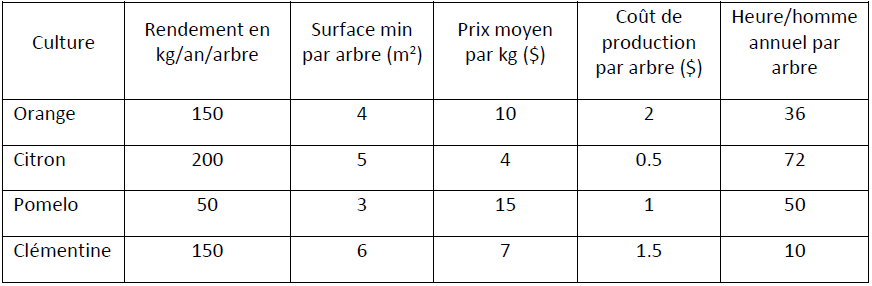 Culture
Rendement en
kg/an/arbre
Surface min
par arbre (m²)
Prix moyen
par kg ($)
Coût de
production
par arbre ($)
Heure/homme
annuel par
arbre
Orange 150 4 10 2 36
Citron 200 5 4 0.5 72
Pomelo 50 3 15 1 50
Clémentine 150 6 7 1.5 10